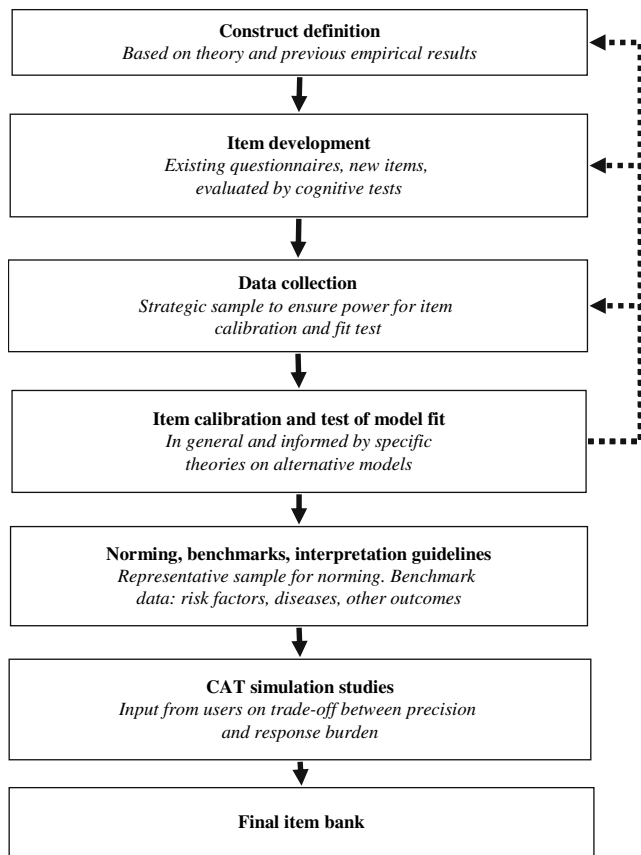 Construct definition
Based on theory and previous empirical results
Item development
Existing questionnaires, new items,
evaluated by cognitive tests
Data collection
Strategic sample to ensure power for item
calibration and fit test
Item calibration and test of model fit
In general and informed by specific
theories on alternative models
Norming, benchmarks, interpretation guidelines
Representative sample for norming. Benchmark
data: risk factors, diseases, other outcomes
CAT simulation studies
Input from users on trade-off between precision
and response burden
Final item bank